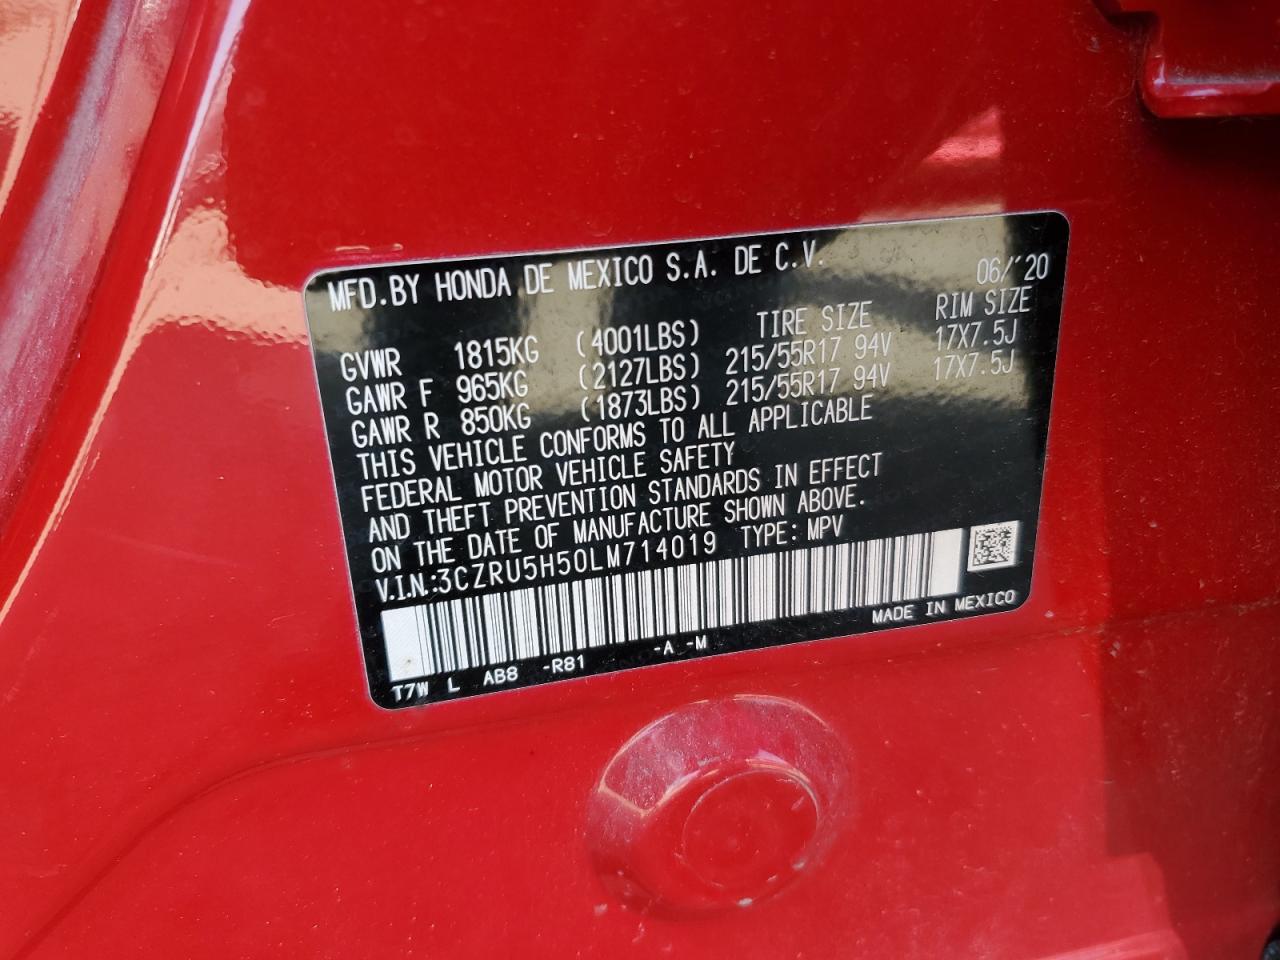 MFD.BY HONDA DE MEXICO S.A. DE C.V.
06/'20
GVWR 1815KG (4001LBS) TIRE SIZE RIM SIZE
GAWR F 965KG (2127LBS) 215/55R17 94V 17X7.5J
GAWR R 850KG (1873LBS) 215/55R17 94V 17X7.5J
THIS VEHICLE CONFORMS TO ALL APPLICABLE
FEDERAL MOTOR VEHICLE SAFETY
AND THEFT PREVENTION STANDARDS IN EFFECT
ON THE DATE OF MANUFACTURE SHOWN ABOVE.
V.I.N.:3CZRU5H50LM714019 TYPE: MPV
MADE IN MEXICO
T7W L AB8 -R81 -A -M